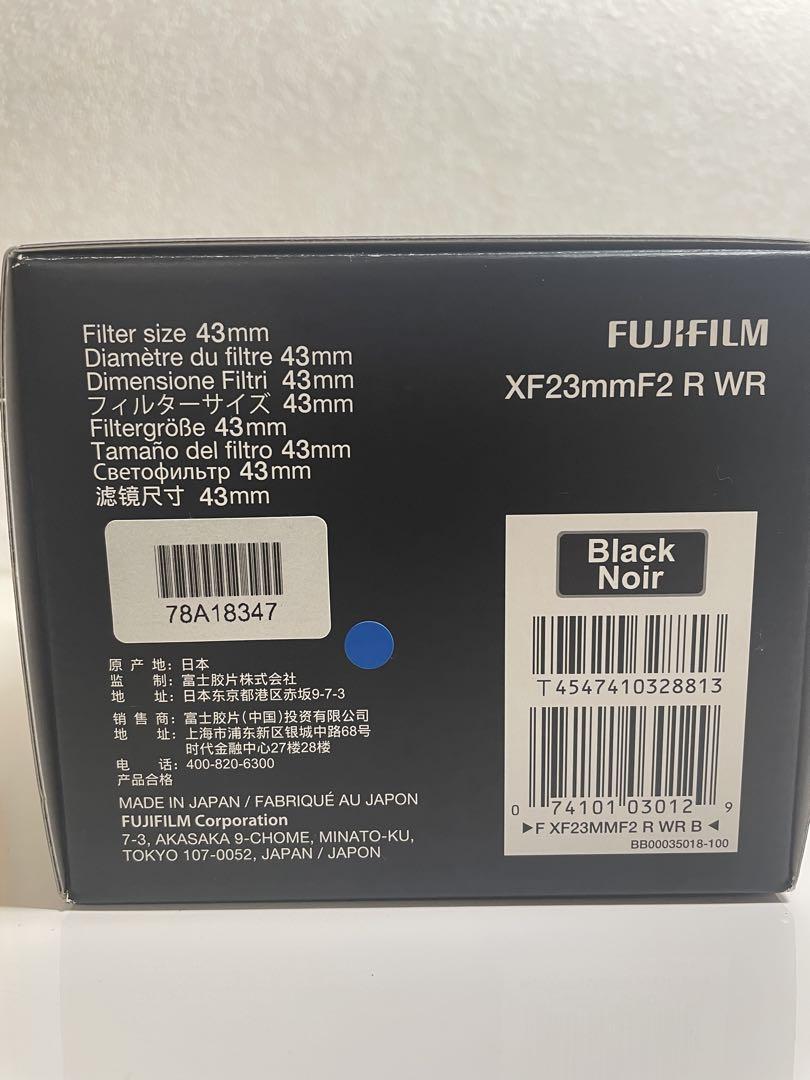 Filter size 43mm
Diamètre du filtre 43mm
Dimensione Filtri 43mm
フィルターサイズ 43mm
Filtergröße 43mm
Tamaño del filtro 43mm
Светофильтр 43mm
滤镜尺寸 43mm
FUJIFILM
XF23mmF2 R WR
78A18347
原产地：日本
监制：富士胶片株式会社
地址：日本东京都港区赤坂9-7-3
销售商：富士胶片（中国）投资有限公司
地址：上海市浦东新区银城中路68号
时代金融中心27楼28楼
电话：400-820-6300
产品合格
MADE IN JAPAN / FABRIQUÉ AU JAPON
FUJIFILM Corporation
7-3, AKASAKA 9-CHOME, MINATO-KU,
TOKYO 107-0052, JAPAN / JAPON
Black
Noir
T4547410328813
0 74101 03012 9
▶F XF23MMF2 R WR B◀
BB00035018-100